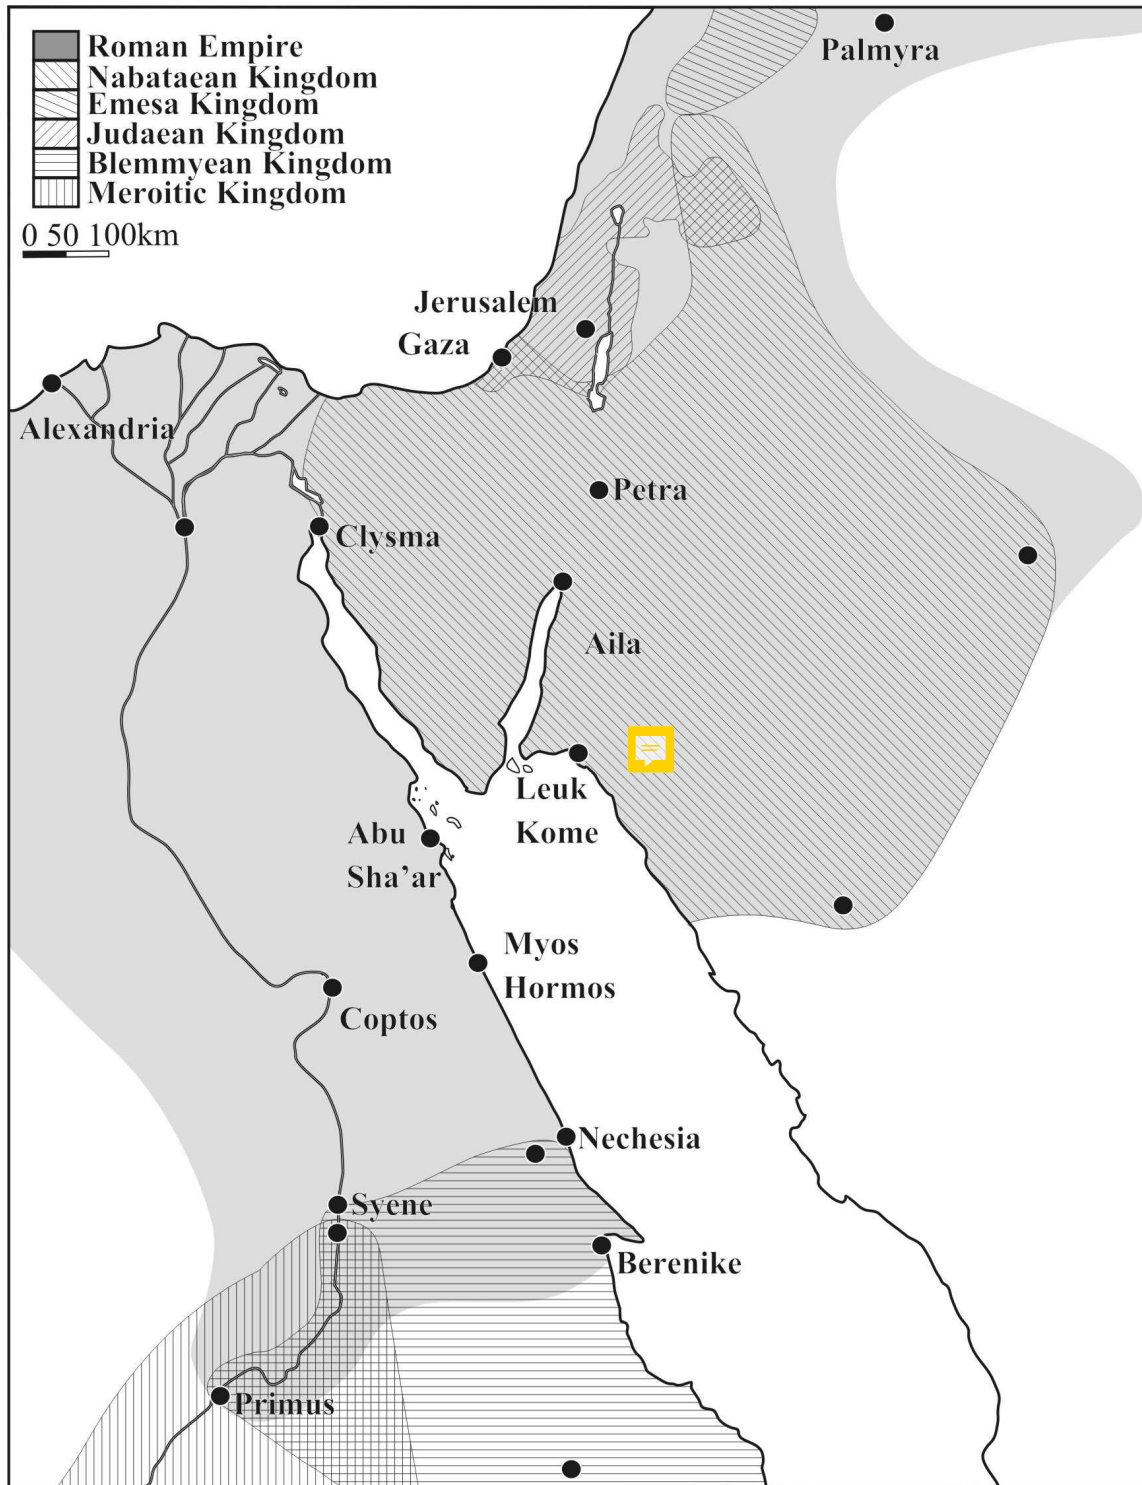 Roman Empire
Nabataean Kingdom
Emesa Kingdom
Judaean Kingdom
Blemmyean Kingdom
Meroitic Kingdom
0 50 100km
Palmyra
Jerusalem
Gaza
Alexandria
Petra
Clysma
Aila
Leuk
Kome
Abu
Sha'ar
Myos
Hormos
Coptos
Nechesia
Syene
Berenike
Primus